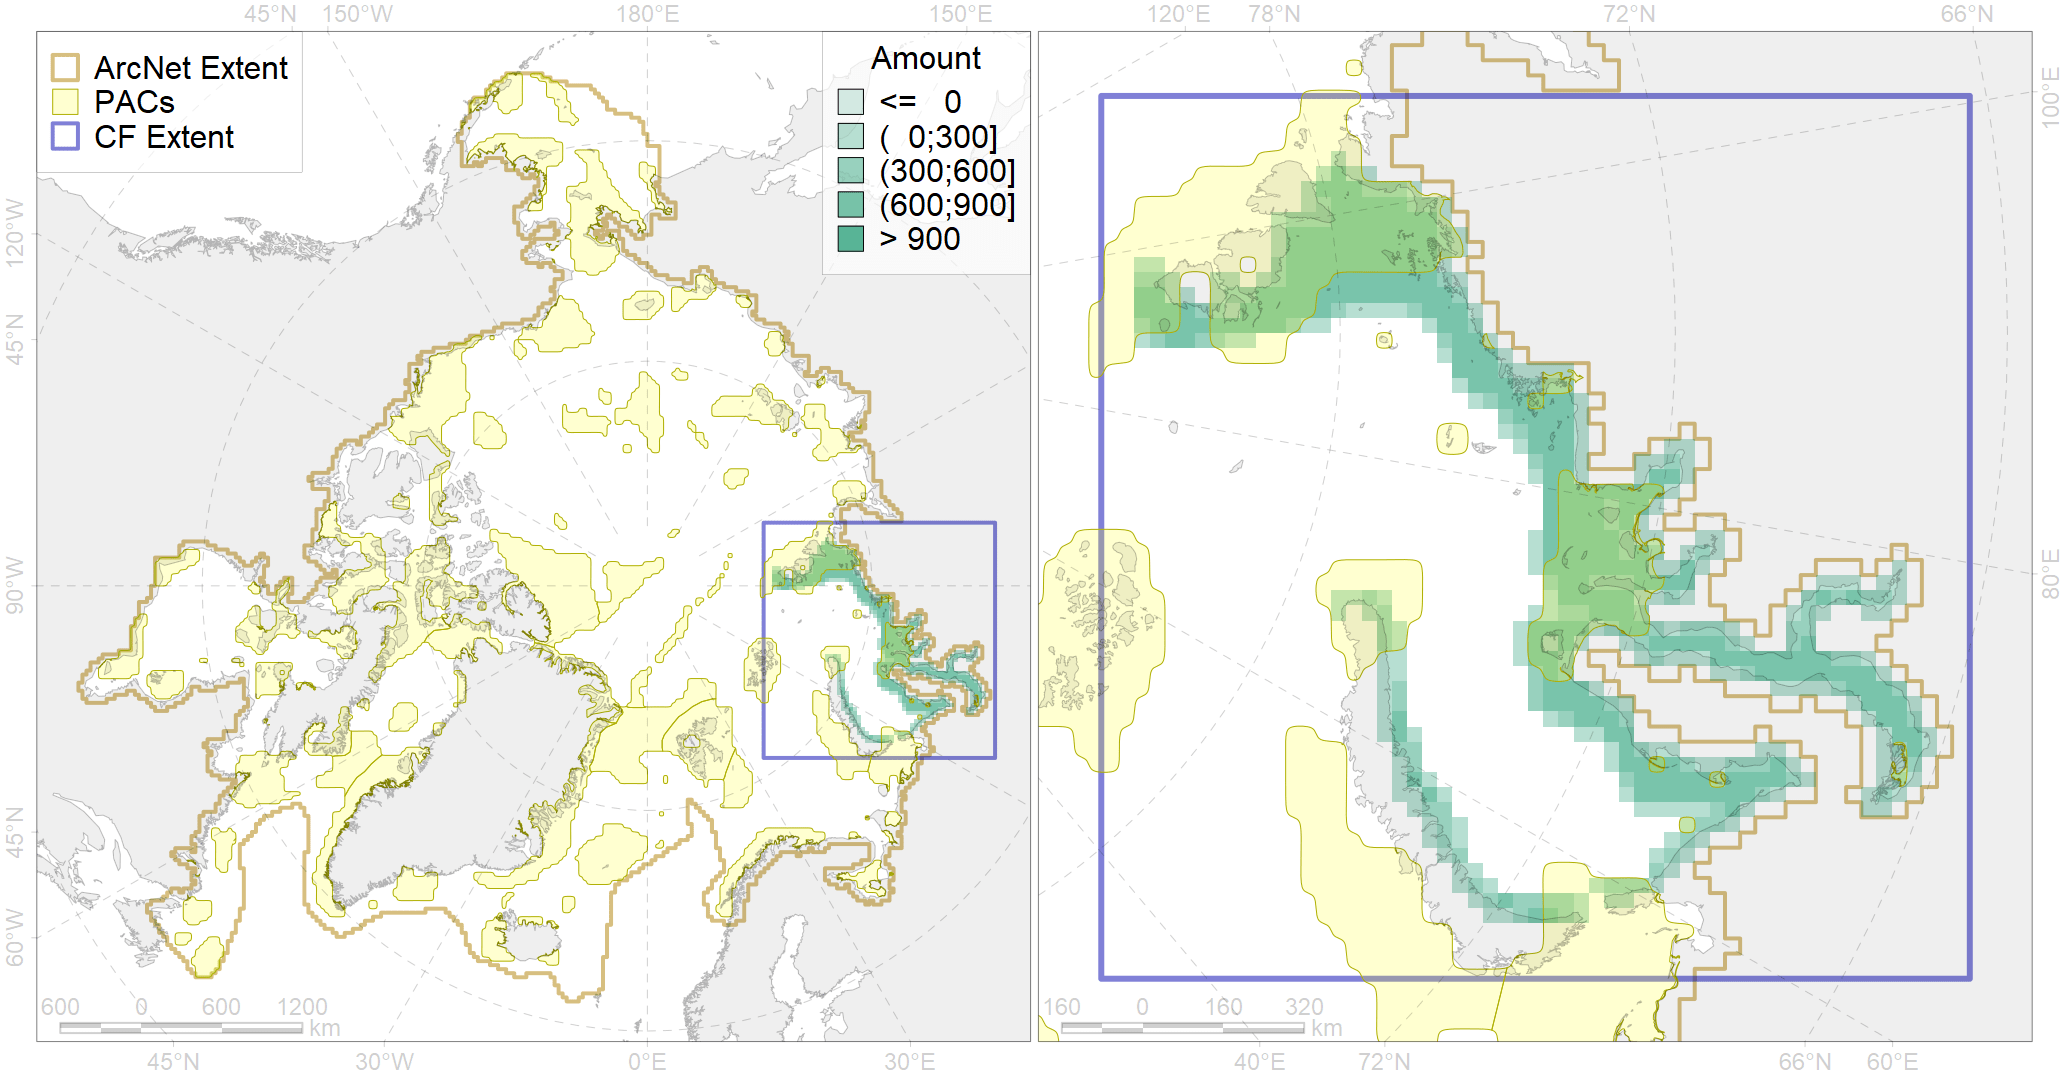 45°N 150°W 180°E 150°E 120°E 78°N 72°N 66°N
ArcNet Extent
PACs
CF Extent
Amount
<= 0
( 0;300]
(300;600]
(600;900]
> 900
120°W
45°N
90°W
45°N
60°W
100°E
80°E
600 0 600 1200
km
160 0 160 320
km
45°N 30°W 0°E 30°E 40°E 72°N 66°N 60°E